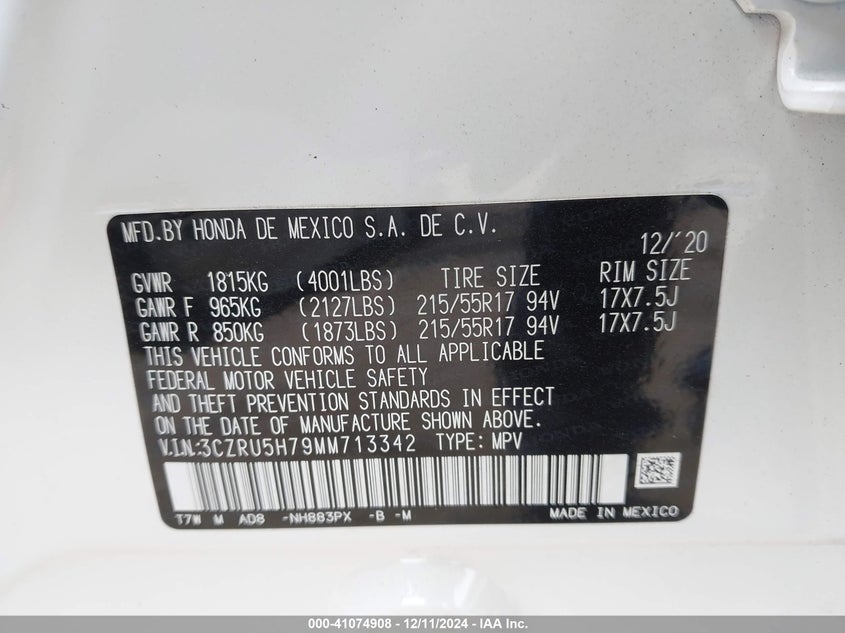 MFD.BY HONDA DE MEXICO S.A. DE C.V.
12/'20
GVWR 1815KG (4001LBS) TIRE SIZE RIM SIZE
GAWR F 965KG (2127LBS) 215/55R17 94V 17X7.5J
GAWR R 850KG (1873LBS) 215/55R17 94V 17X7.5J
THIS VEHICLE CONFORMS TO ALL APPLICABLE
FEDERAL MOTOR VEHICLE SAFETY
AND THEFT PREVENTION STANDARDS IN EFFECT
ON THE DATE OF MANUFACTURE SHOWN ABOVE.
V.I.N:3CZRU5H79MM713342 TYPE: MPV
T7W M AD8 -NH883PX -B -M MADE IN MEXICO
000-41074908 - 12/11/2024 - IAA Inc.